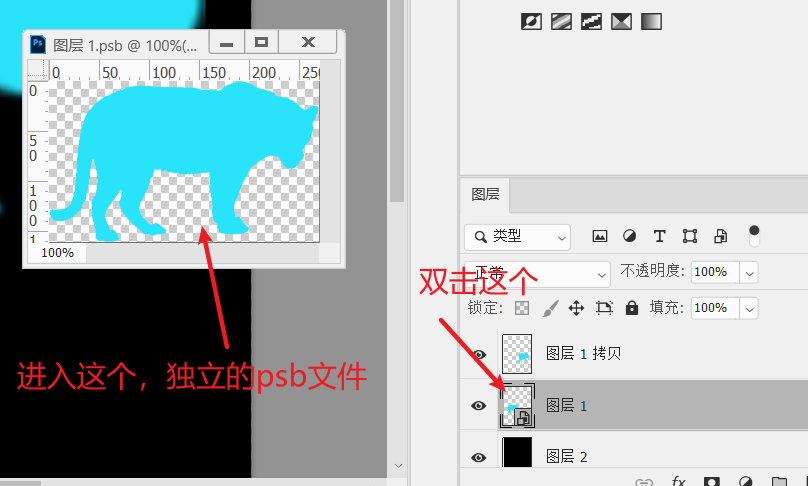 Ps 图层 1.psb @ 100%(...
0 50 100 150 200 250
0
5
0
1
0
0
1
100%
进入这个，独立的psb文件
图层
类型
正常
不透明度: 100%
双击这个
锁定:
填充: 100%
图层 1 拷贝
图层 1
图层 2
fx